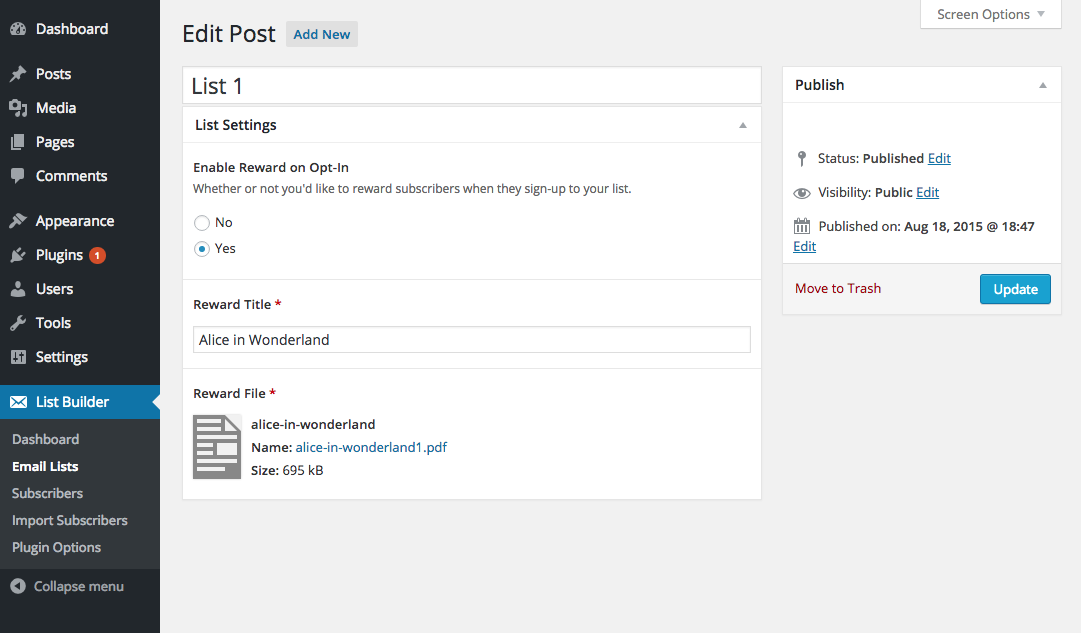 Dashboard
Posts
Media
Pages
Comments
Appearance
Plugins 1
Users
Tools
Settings
List Builder
Dashboard
Email Lists
Subscribers
Import Subscribers
Plugin Options
Collapse menu
Screen Options
Edit Post Add New
List 1
List Settings
Enable Reward on Opt-In
Whether or not you'd like to reward subscribers when they sign-up to your list.
No
Yes
Reward Title *
Alice in Wonderland
Reward File *
alice-in-wonderland
Name: alice-in-wonderland1.pdf
Size: 695 kB
Publish
Status: Published Edit
Visibility: Public Edit
Published on: Aug 18, 2015 @ 18:47
Edit
Move to Trash Update